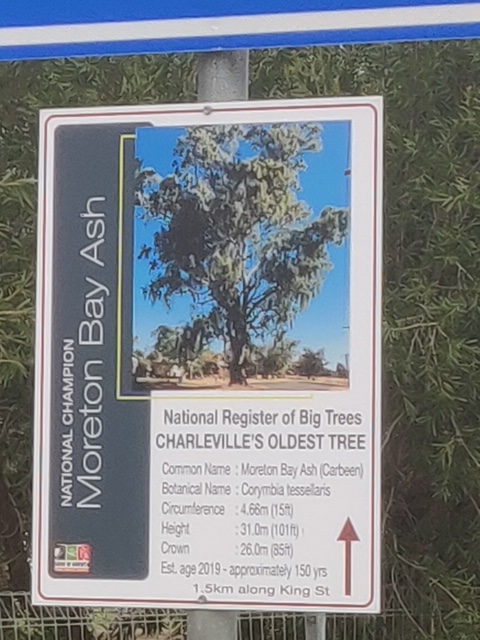 NATIONAL CHAMPION
Moreton Bay Ash
National Register of Big Trees
CHARLEVILLE'S OLDEST TREE
Common Name : Moreton Bay Ash (Carbeen)
Botanical Name : Corymbia tessellaris
Circumference : 4.66m (15ft)
Height : 31.0m (101ft)
Crown : 26.0m (85ft)
Est. age 2019 - approximately 150 yrs
1.5km along King St